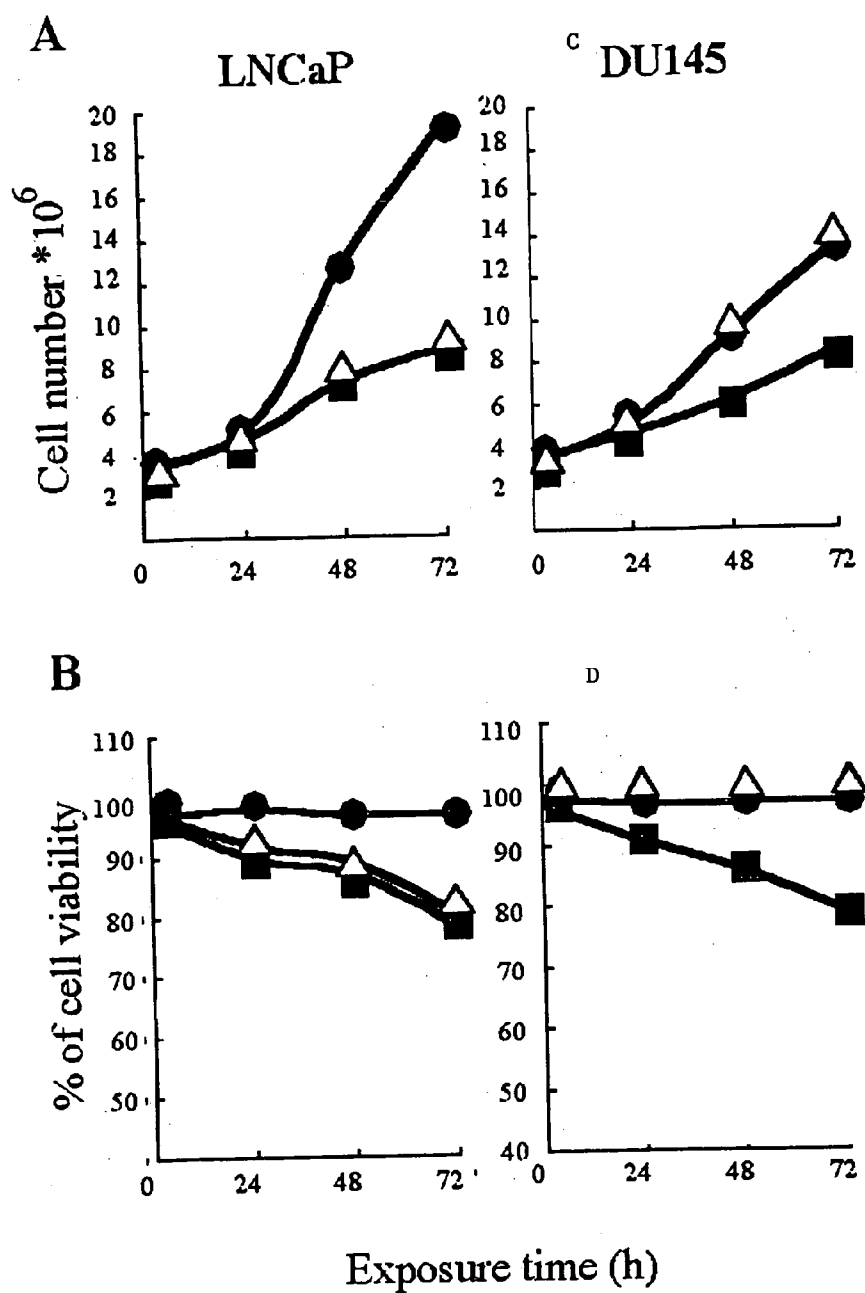 A
LNCaP
C
DU145
Cell number *10^6
20
18
16
14
12
10
8
6
4
2
0 24 48 72
20
18
16
14
12
10
8
6
4
2
0 24 48 72
B
D
% of cell viability
110
100
90
80
70
60
50
0 24 48 72
110
100
90
80
70
60
50
40
0 24 48 72
Exposure time (h)